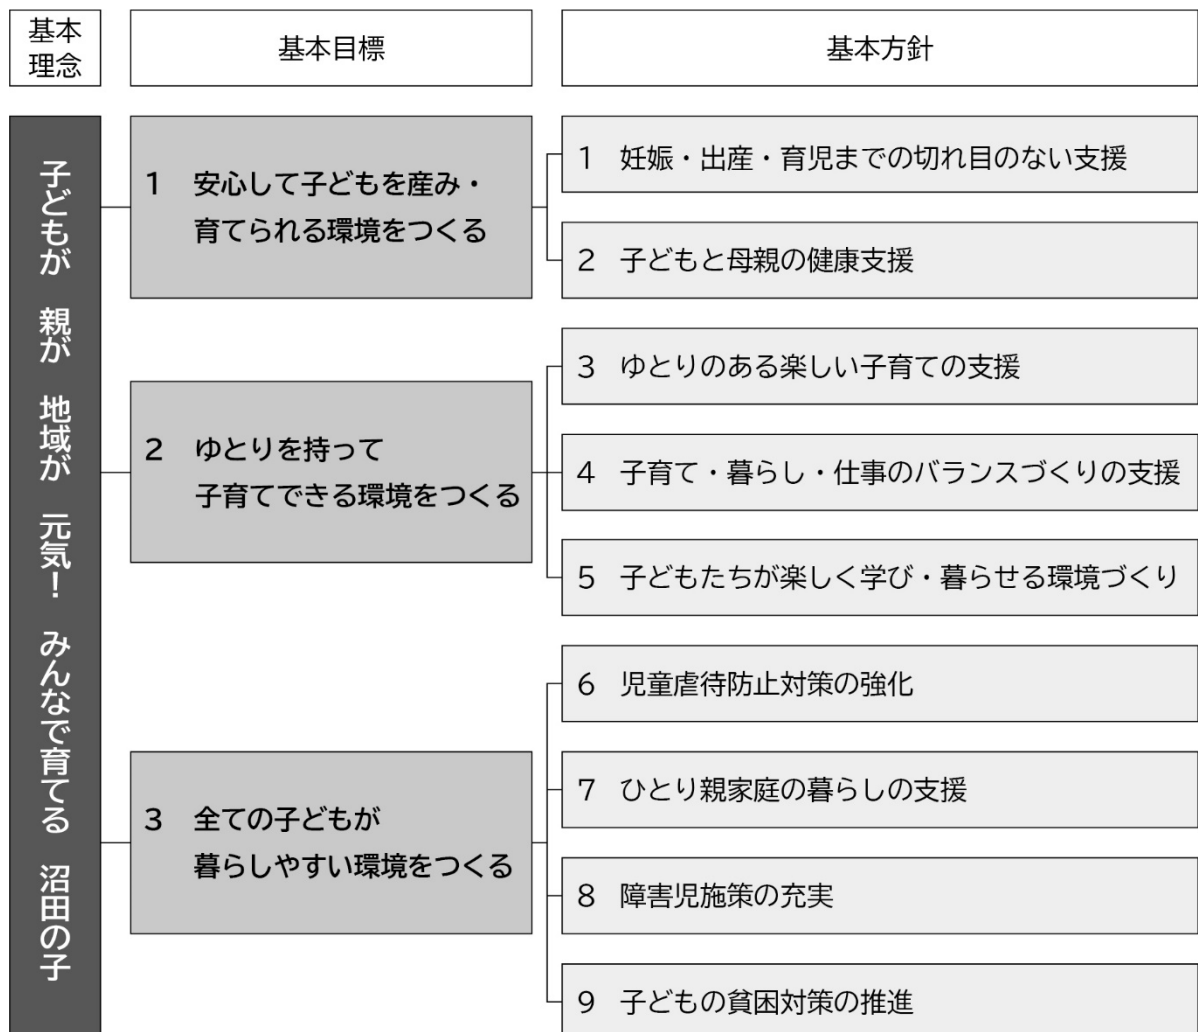 基本
理念
基本目標
基本方針
子どもが 親が 地域が 元気！ みんなで育てる 沼田の子
1 安心して子どもを産み・
育てられる環境をつくる
1 妊娠・出産・育児までの切れ目のない支援
2 子どもと母親の健康支援
2 ゆとりを持って
子育てできる環境をつくる
3 ゆとりのある楽しい子育ての支援
4 子育て・暮らし・仕事のバランスづくりの支援
5 子どもたちが楽しく学び・暮らせる環境づくり
3 全ての子どもが
暮らしやすい環境をつくる
6 児童虐待防止対策の強化
7 ひとり親家庭の暮らしの支援
8 障害児施策の充実
9 子どもの貧困対策の推進